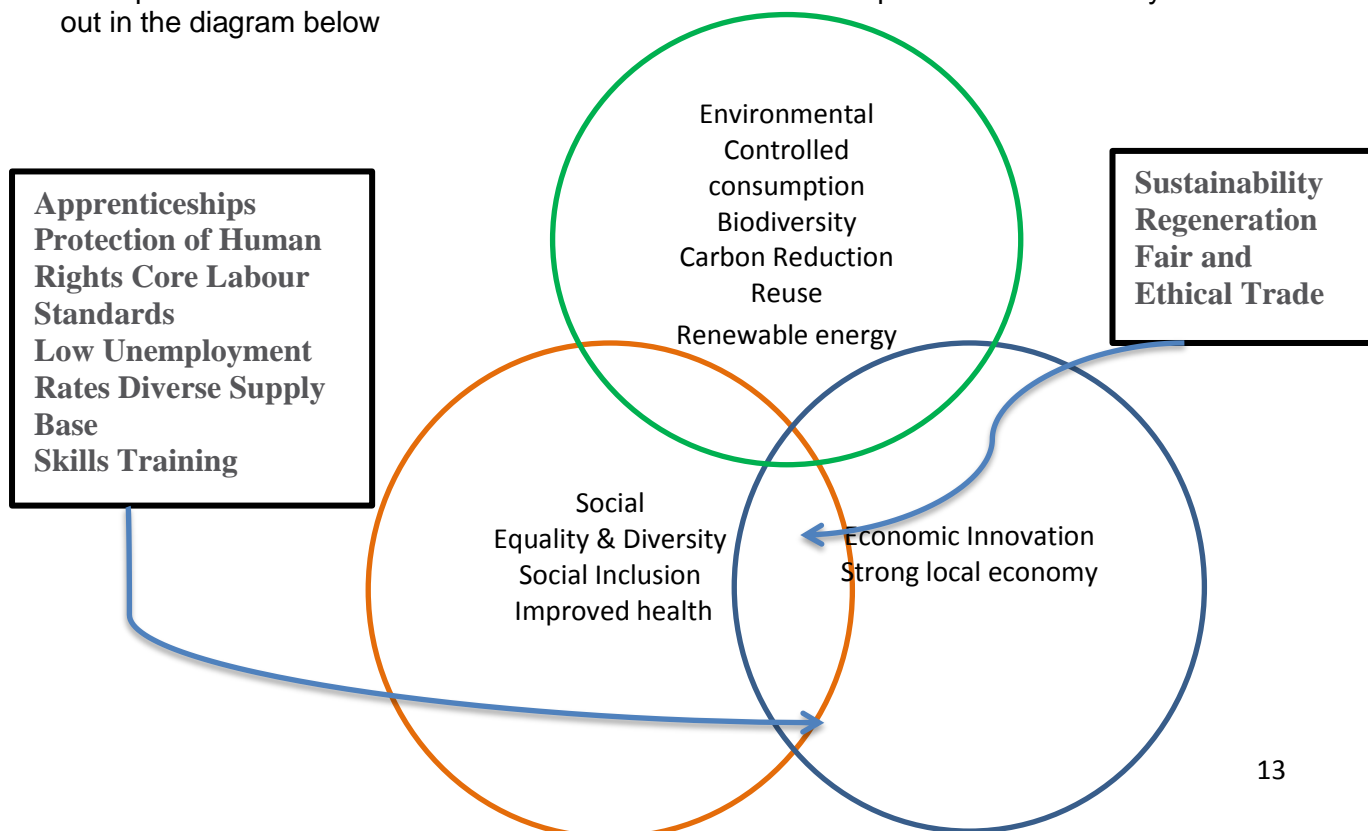 out in the diagram below
Environmental
Controlled
consumption
Biodiversity
Carbon Reduction
Reuse
Renewable energy
Apprenticeships
Protection of Human
Rights Core Labour
Standards
Low Unemployment
Rates Diverse Supply
Base
Skills Training
Sustainability
Regeneration
Fair and
Ethical Trade
Social
Equality & Diversity
Social Inclusion
Improved health
Economic Innovation
Strong local economy
13